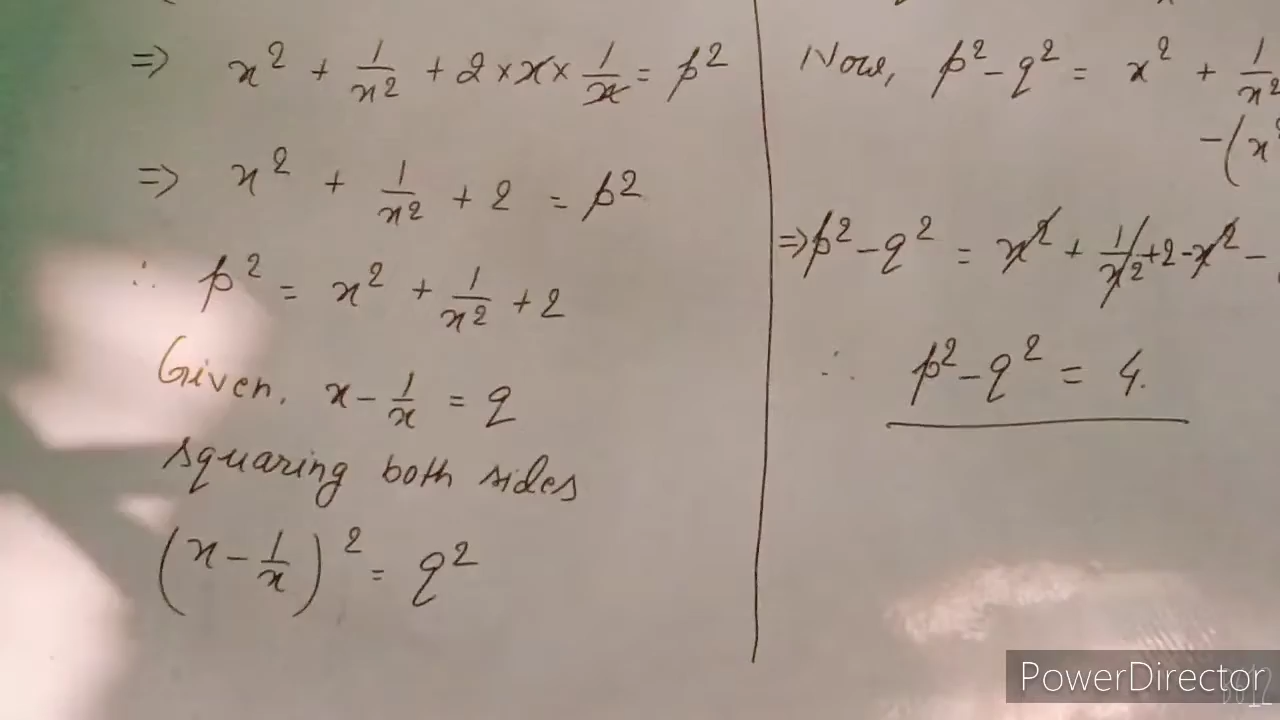 ⇒ x² + 1/x² + 2 × x × 1/x = p²
⇒ x² + 1/x² + 2 = p²
∴ p² = x² + 1/x² + 2
Given, x - 1/x = q
squaring both sides
(x - 1/x)² = q²
Now, p² - q² = x² + 1/x²
-(x²
⇒ p² - q² = x² + 1/x² + 2 - x² -
∴ p² - q² = 4.
PowerDirector